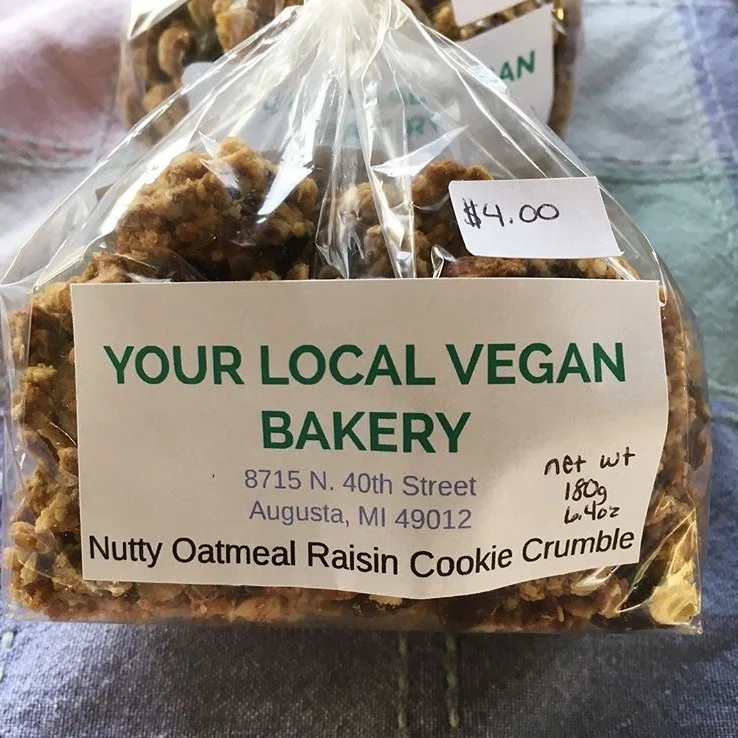 AN
$4.00
YOUR LOCAL VEGAN
BAKERY
8715 N. 40th Street
Augusta, MI 49012
net wt
180g
6.4oz
Nutty Oatmeal Raisin Cookie Crumble